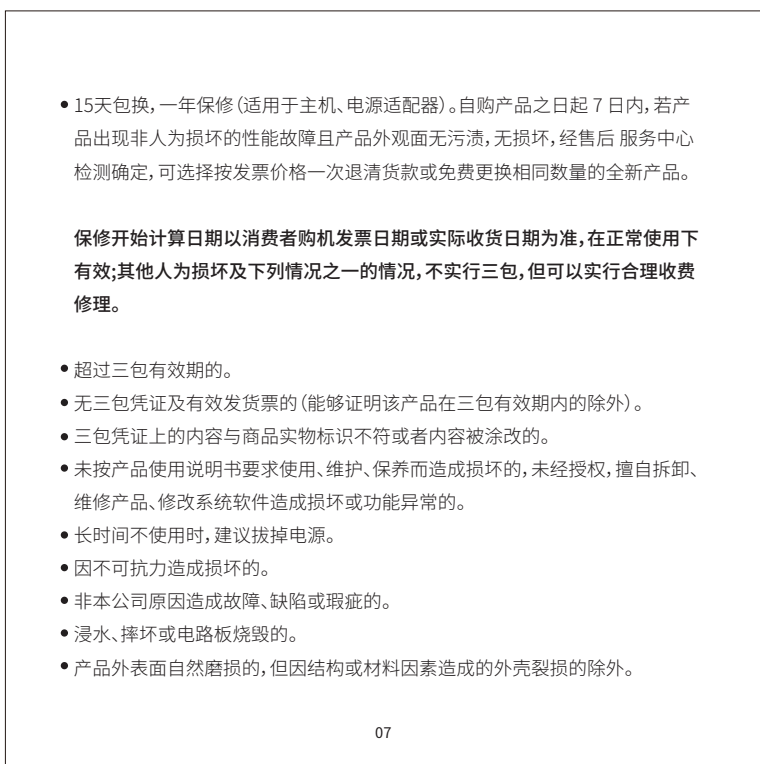 ● 15天包换，一年保修（适用于主机、电源适配器）。自购产品之日起 7 日内，若产
品出现非人为损坏的性能故障且产品外观面无污渍，无损坏，经售后 服务中心
检测确定，可选择按发票价格一次退清货款或免费更换相同数量的全新产品。
保修开始计算日期以消费者购机发票日期或实际收货日期为准，在正常使用下
有效;其他人为损坏及下列情况之一的情况，不实行三包，但可以实行合理收费
修理。
● 超过三包有效期的。
● 无三包凭证及有效发货票的（能够证明该产品在三包有效期内的除外）。
● 三包凭证上的内容与商品实物标识不符或者内容被涂改的。
● 未按产品使用说明书要求使用、维护、保养而造成损坏的，未经授权，擅自拆卸、
维修产品、修改系统软件造成损坏或功能异常的。
● 长时间不使用时，建议拔掉电源。
● 因不可抗力造成损坏的。
● 非本公司原因造成故障、缺陷或瑕疵的。
● 浸水、摔坏或电路板烧毁的。
● 产品外表面自然磨损的，但因结构或材料因素造成的外壳裂损的除外。
07